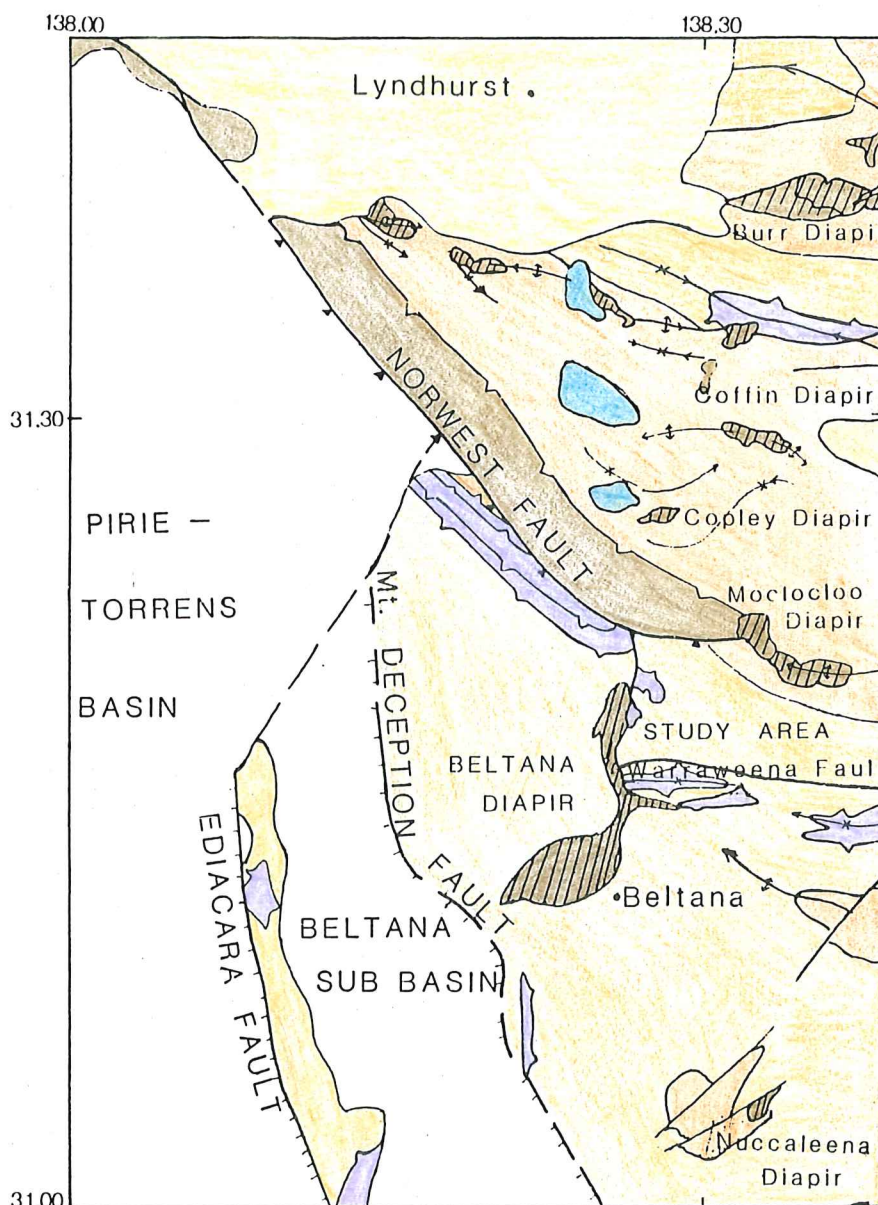 138.00
138.30
Lyndhurst
Burr Diapi
NORWEST FAULT
31.30
Coffin Diapir
PIRIE –
TORRENS
BASIN
Copley Diapir
Moolooloo
Diapir
Mt. DECEPTION FAULT
STUDY AREA
Warraweena Faul
BELTANA
DIAPIR
EDIACARA FAULT
Beltana
BELTANA
SUB BASIN
Nuccaleena
Diapir
31.00